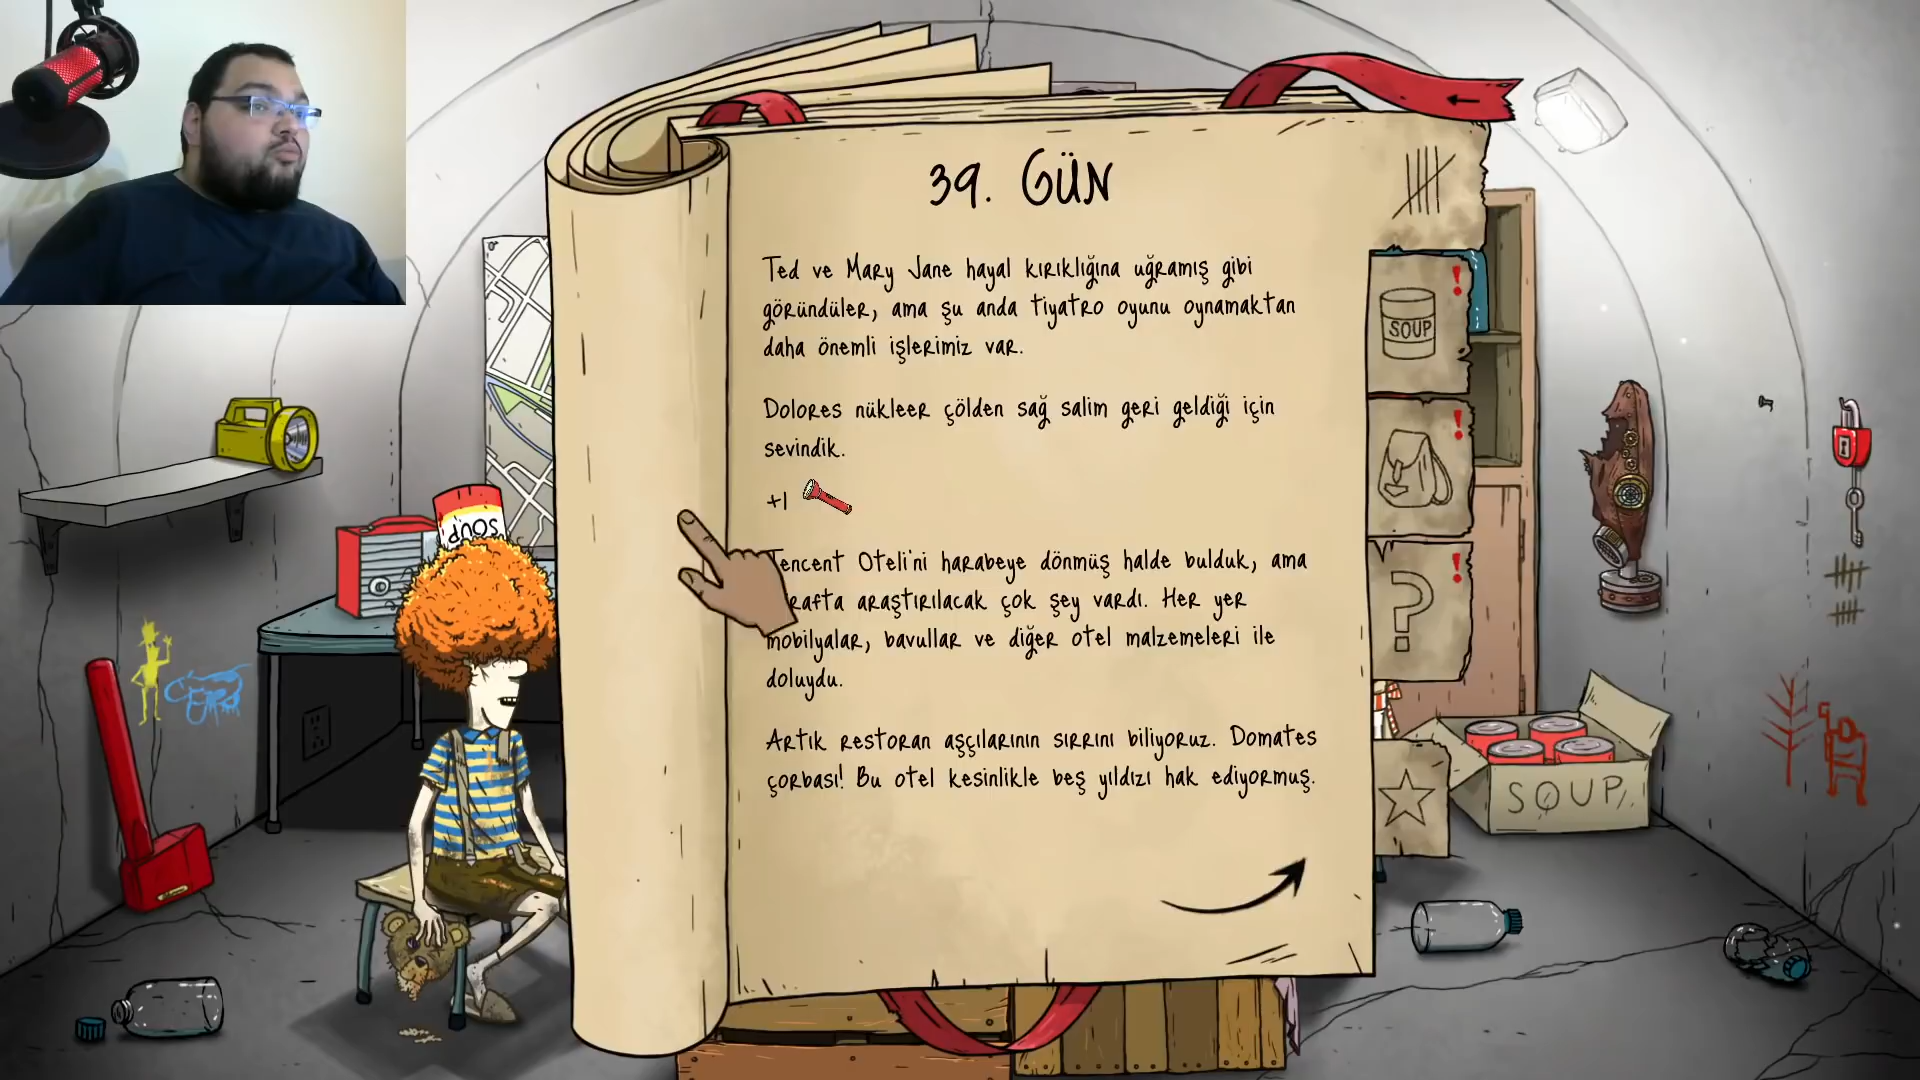 39. GÜN
Ted ve Mary Jane hayal kırıklığına uğramış gibi
göründüler, ama şu anda tiyatro oyunu oynamaktan
daha önemli işlerimiz var.
Dolores nükleer çölden sağ salim geri geldiği için
sevindik.
+1
Tencent Oteli'ni harabeye dönmüş halde bulduk, ama
rafta araştırılacak çok şey vardı. Her yer
mobilyalar, bavullar ve diğer otel malzemeleri ile
doluydu.
Artık restoran aşçılarının sırrını biliyoruz. Domates
çorbası! Bu otel kesinlikle beş yıldızı hak ediyormuş.
!
SOUP
!
!
?
SOUP
SOUP